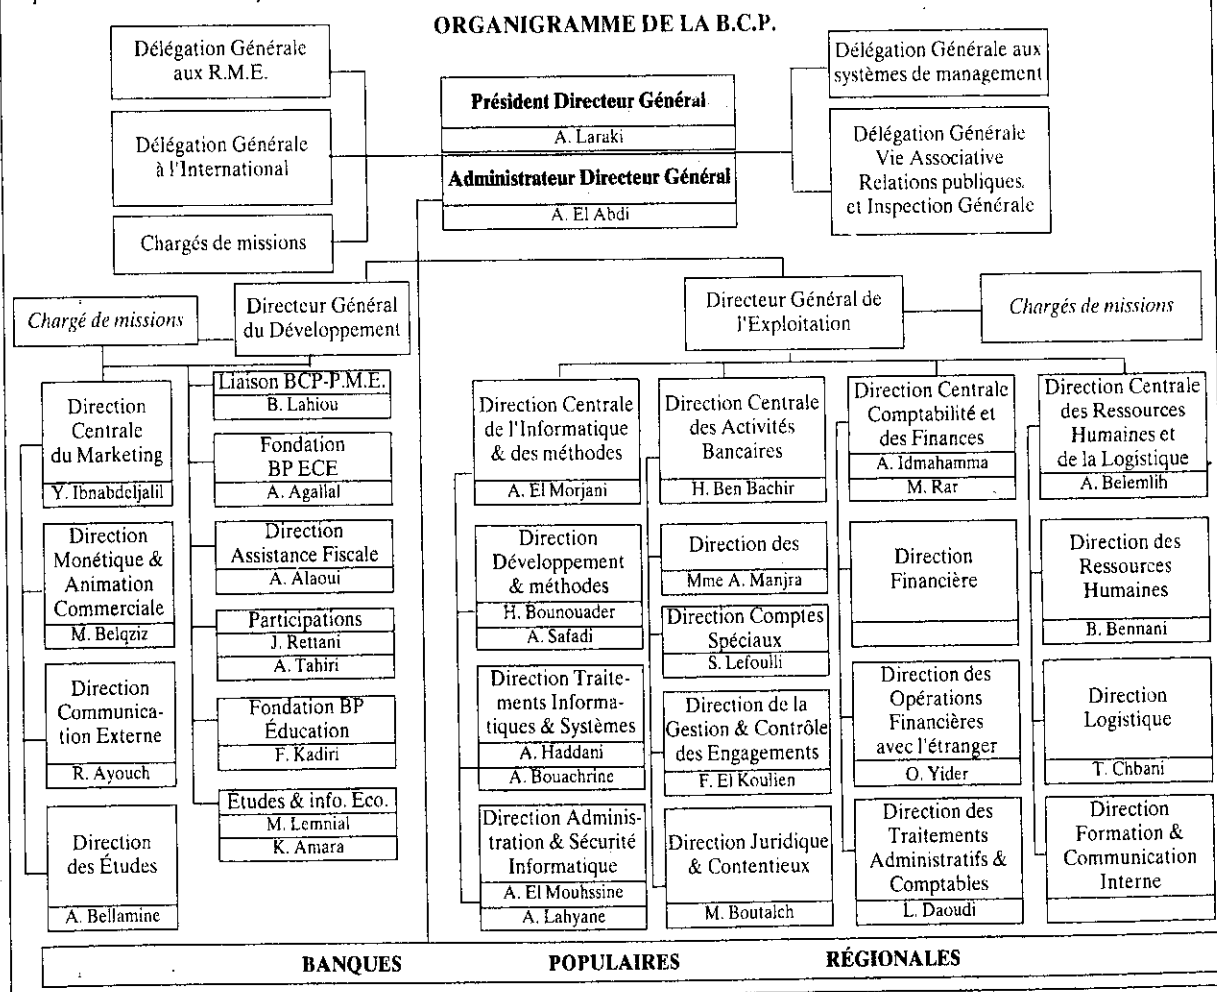 ORGANIGRAMME DE LA B.C.P.
Délégation Générale
aux R.M.E.
Délégation Générale
à l'International
Chargés de missions
Président Directeur Général
A. Laraki
Administrateur Directeur Général
A. El Abdi
Délégation Générale aux
systèmes de management
Délégation Générale
Vie Associative
Relations publiques.
et Inspection Générale
Chargé de missions
Directeur Général
du Développement
Directeur Général de
l'Exploitation
Chargés de missions
Direction
Centrale
du Marketing
Y. Ibnabdeljalil
Direction
Monétique &
Animation
Commerciale
M. Belqziz
Direction
Communica-
tion Externe
R. Ayouch
Direction
des Études
A. Bellamine
Liaison BCP-P.M.E.
B. Lahiou
Fondation
BP ECE
A. Agallal
Direction
Assistance Fiscale
A. Alaoui
Participations
J. Rettani
A. Tahiri
Fondation BP
Éducation
F. Kadiri
Etudes & info. Eco.
M. Lemnial
K. Amara
Direction Centrale
de l'Informatique
& des méthodes
A. El Morjani
Direction
Développement
& méthodes
H. Bounouader
A. Safadi
Direction Traite-
ments Informa-
tiques & Systèmes
A. Haddani
A. Bouachrine
Direction Adminis-
tration & Sécurité
Informatique
A. El Mouhssine
A. Lahyane
Direction Centrale
des Activités
Bancaires
H. Ben Bachir
Direction des
Mme A. Manjra
Direction Comptes
Spéciaux
S. Lefoulli
Direction de la
Gestion & Contrôle
des Engagements
F. El Koulien
Direction Juridique
& Contentieux
M. Boutalch
Direction Centrale
Comptabilité et
des Finances
A. Idmahamma
M. Rar
Direction
Financière
Direction des
Opérations
Financières
avec l'étranger
O. Yider
Direction des
Traitements
Administratifs &
Comptables
L. Daoudi
Direction Centrale
des Ressources
Humaines et
de la Logistique
A. Belemlih
Direction des
Ressources
Humaines
B. Bennani
Direction
Logistique
T. Chbani
Direction
Formation &
Communication
Interne
BANQUES POPULAIRES RÉGIONALES